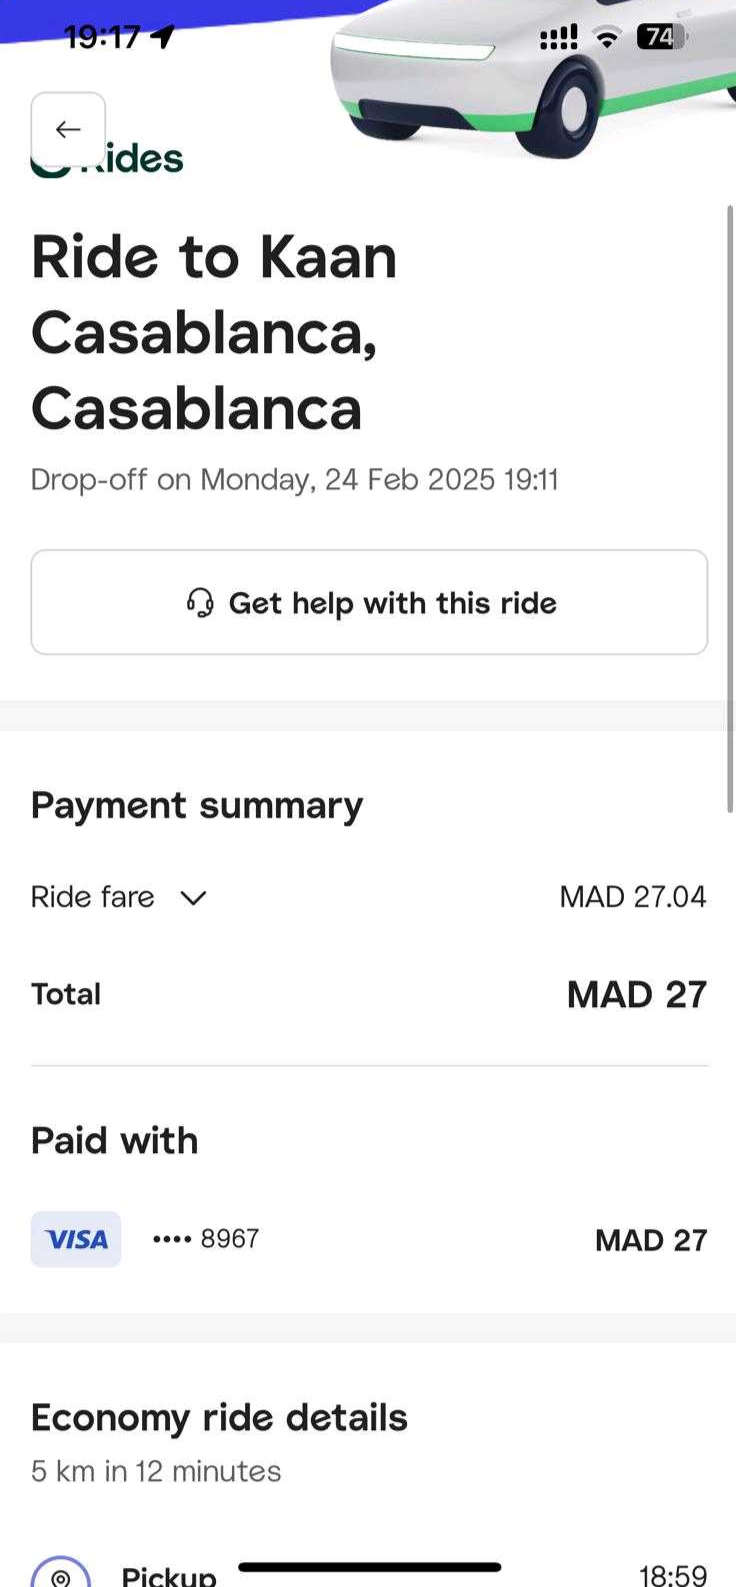 19:17
74
ides
Ride to Kaan
Casablanca,
Casablanca
Drop-off on Monday, 24 Feb 2025 19:11
Get help with this ride
Payment summary
Ride fare MAD 27.04
Total MAD 27
Paid with
VISA •••• 8967 MAD 27
Economy ride details
5 km in 12 minutes
Pickup 18:59